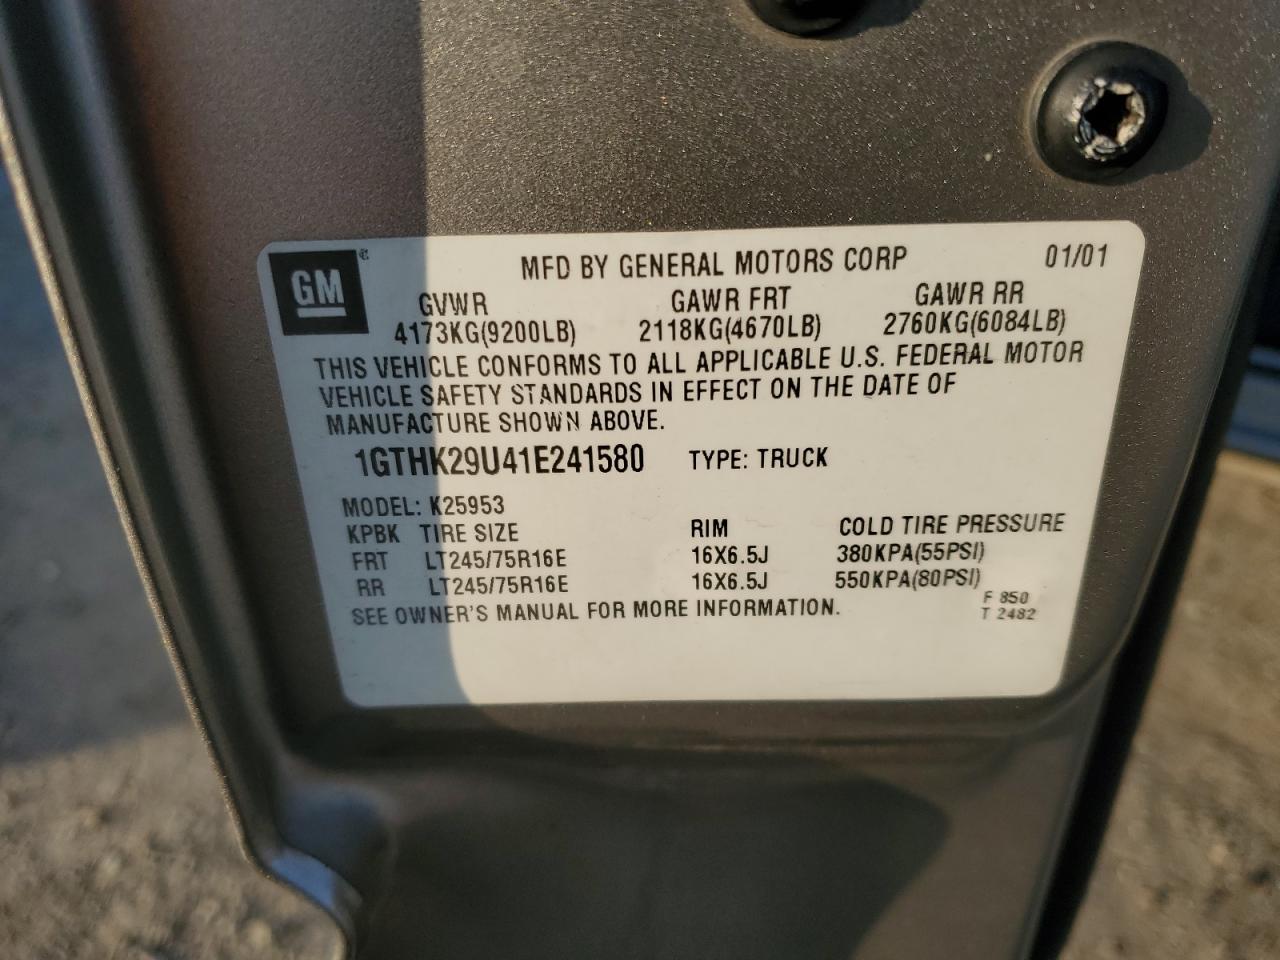 GM
MFD BY GENERAL MOTORS CORP 01/01
GVWR GAWR FRT GAWR RR
4173KG(9200LB) 2118KG(4670LB) 2760KG(6084LB)
THIS VEHICLE CONFORMS TO ALL APPLICABLE U.S. FEDERAL MOTOR
VEHICLE SAFETY STANDARDS IN EFFECT ON THE DATE OF
MANUFACTURE SHOWN ABOVE.
1GTHK29U41E241580 TYPE: TRUCK
MODEL: K25953
KPBK TIRE SIZE RIM COLD TIRE PRESSURE
FRT LT245/75R16E 16X6.5J 380KPA(55PSI)
RR LT245/75R16E 16X6.5J 550KPA(80PSI)
SEE OWNER'S MANUAL FOR MORE INFORMATION.
F 850
T 2482